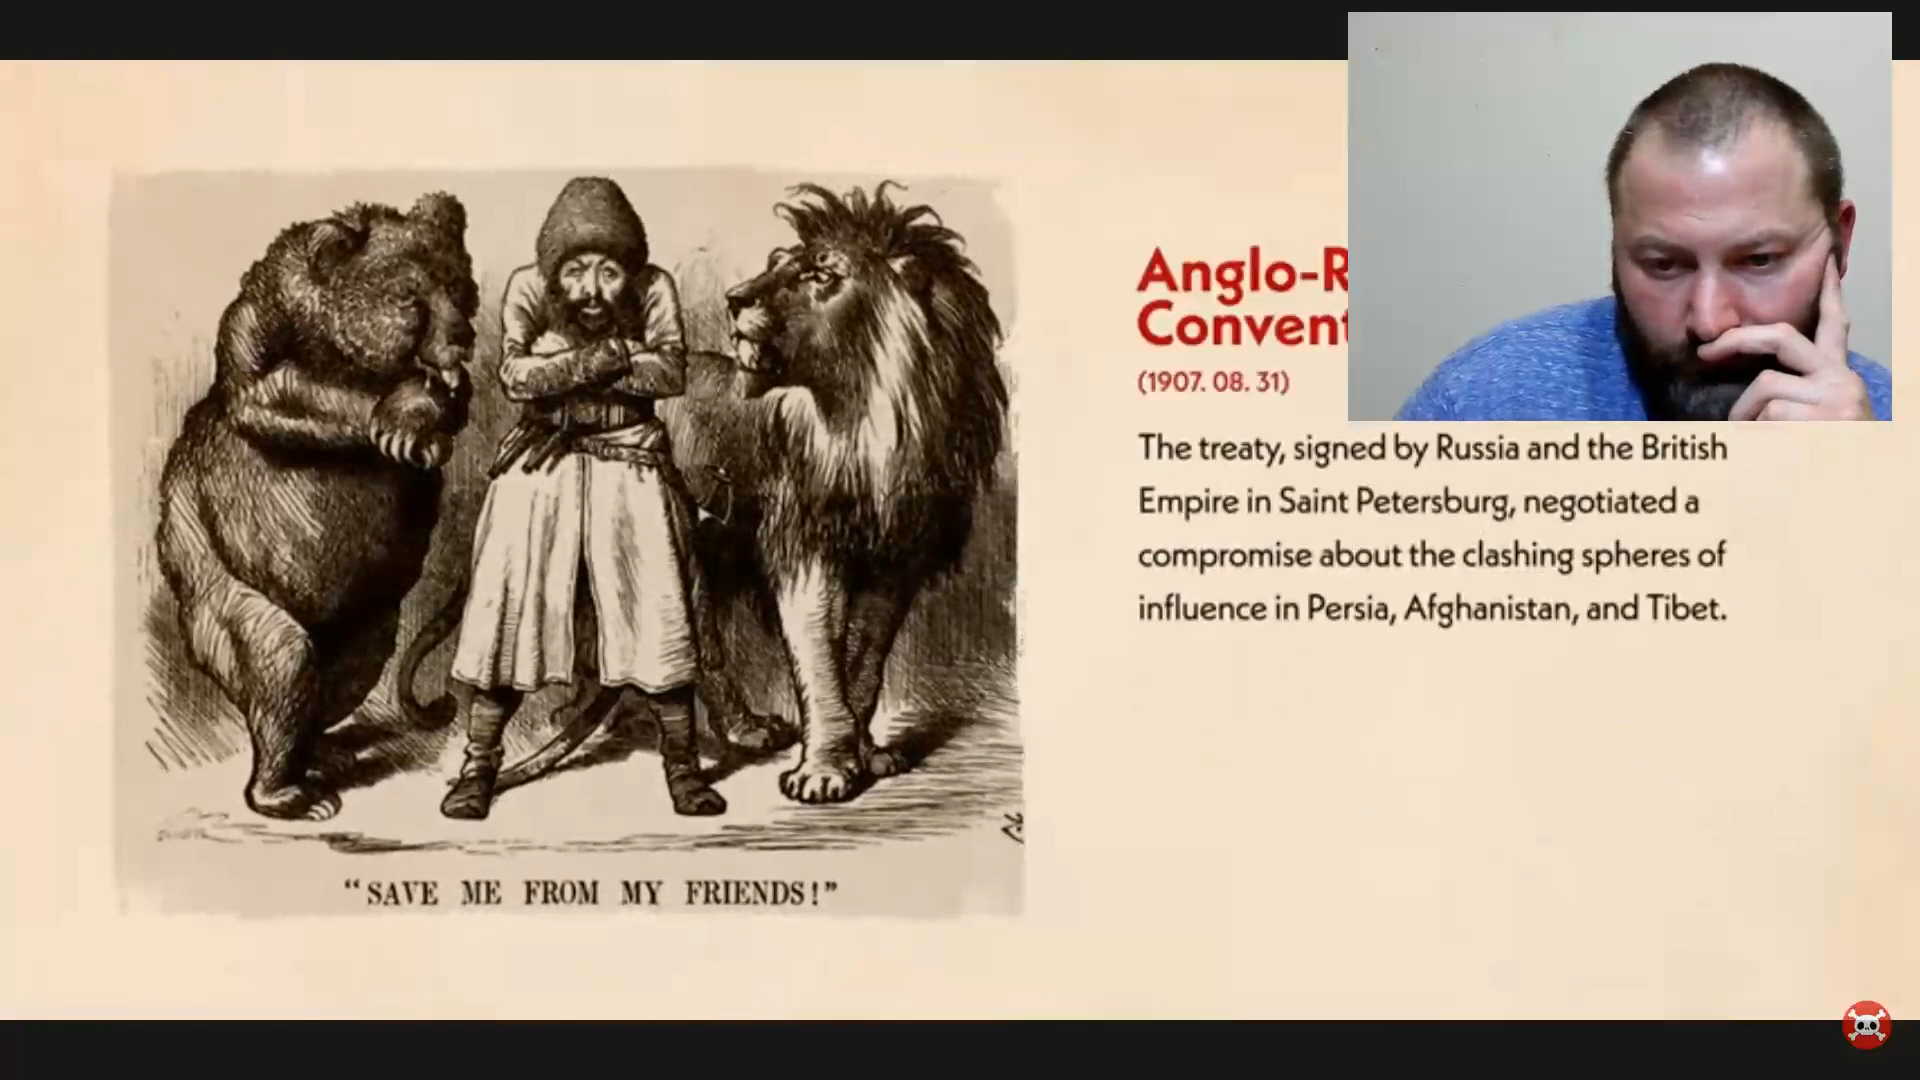 Anglo-R
Convent
(1907. 08. 31)
The treaty, signed by Russia and the British
Empire in Saint Petersburg, negotiated a
compromise about the clashing spheres of
influence in Persia, Afghanistan, and Tibet.
“SAVE ME FROM MY FRIENDS!”